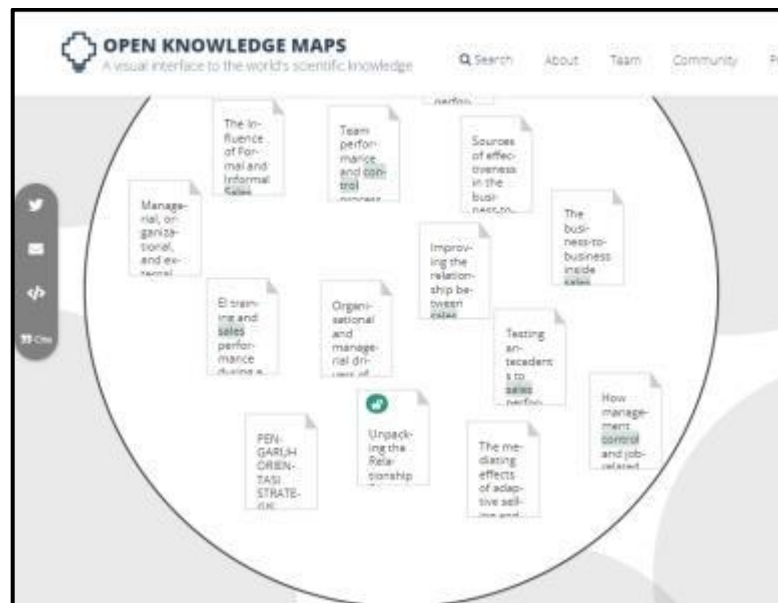 OPEN KNOWLEDGE MAPS
A visual interface to the world's scientific knowledge
Search About Team Community
perfor-
The In-
fluence
of For-
mal and
Informal
Sales
Team
perfor-
mance
and con-
trol
process
Sources
of effec-
tiveness
in the
busi-
ness-to-
Manage-
rial, or-
ganiza-
tional,
and ex-
ternal
The
busi-
ness-to-
business
inside
sales
Improv-
ing the
relation-
ship be-
tween
sales
EI train-
ing and
sales
perfor-
mance
during a
Organi-
sational
and
manage-
rial dri-
vers of
Testing
an-
tecedent
s to
sales
perfor-
How
manage-
ment
control
and job-
related
PEN-
GARUH
ORIEN-
TASI
STRATE-
GIS
Unpack-
ing the
Rela-
tionship
The me-
diating
effects
of adap-
tive sell-
ing and
Cite